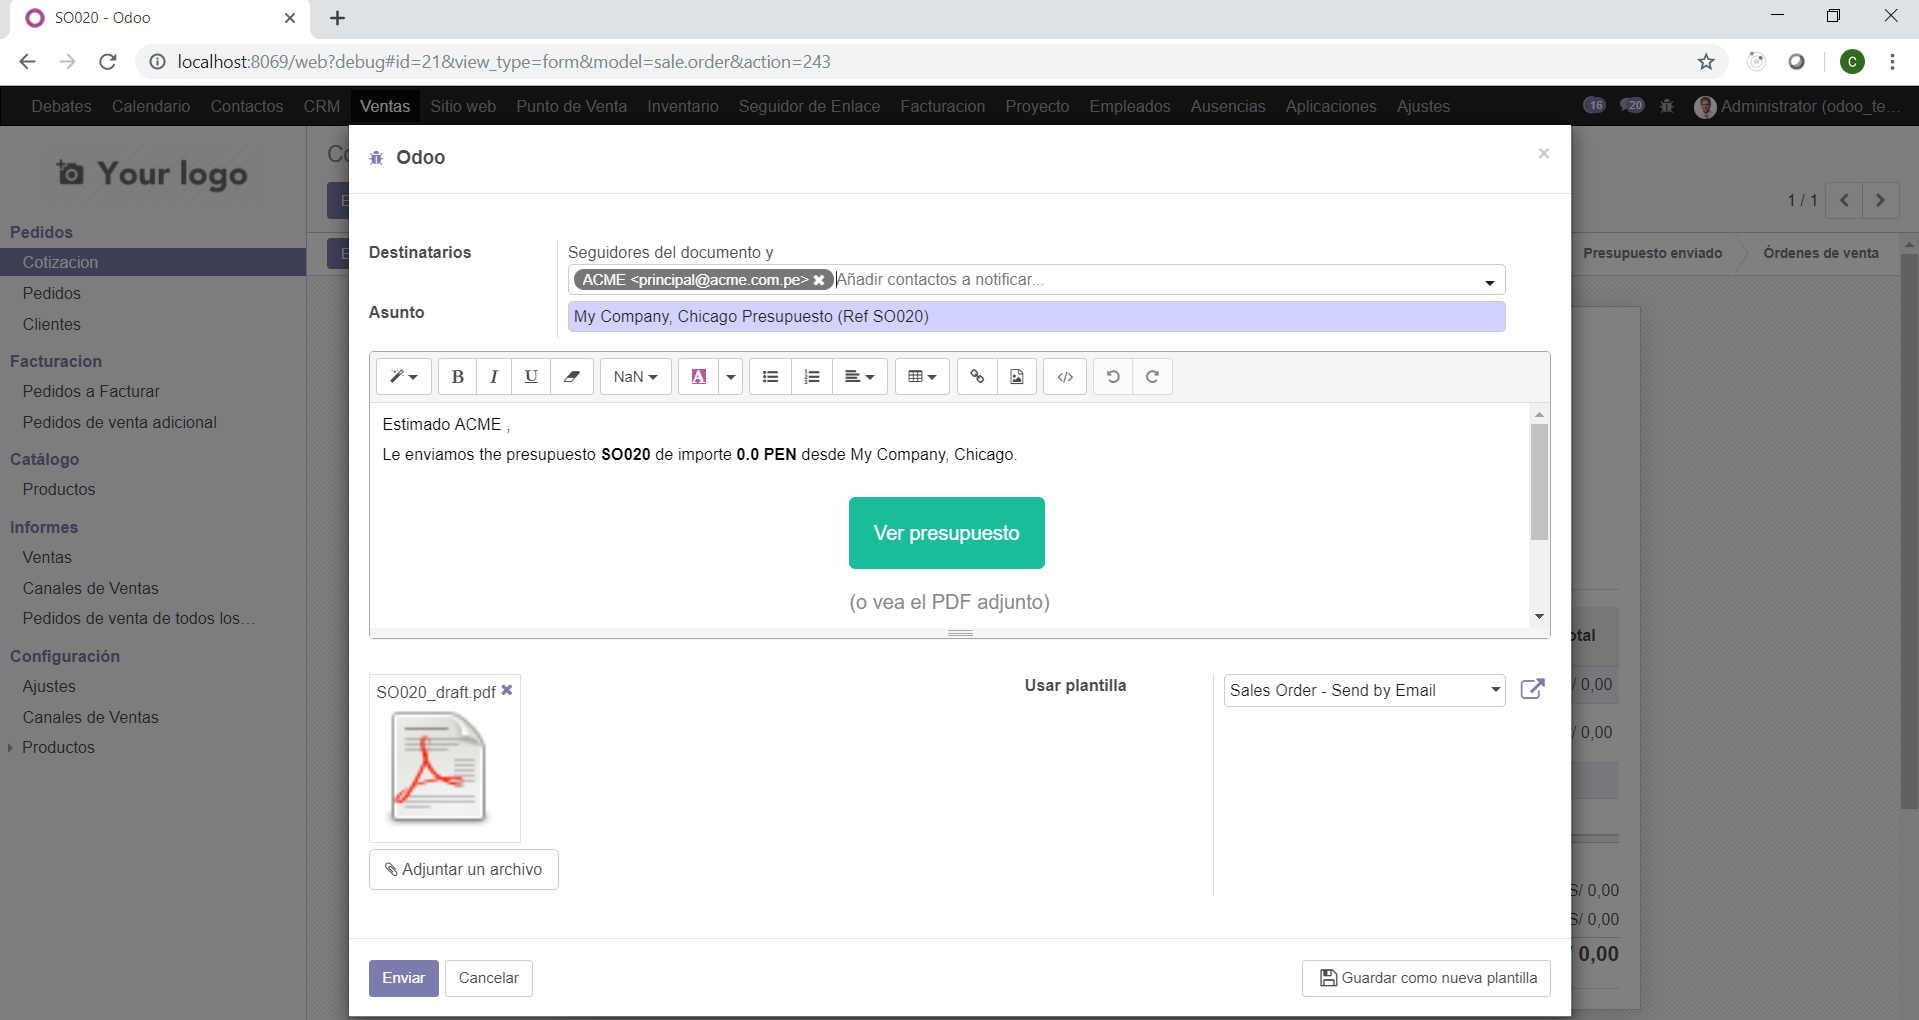 SO020 - Odoo
localhost:8069/web?debug#id=21&view_type=form&model=sale.order&action=243
C
Debates Calendario Contactos CRM Ventas Sitio web Punto de Venta Inventario Seguidor de Enlace Facturacion Proyecto Empleados Ausencias Aplicaciones Ajustes 16 20 Administrator (odoo_te...
Your logo
Pedidos
Cotizacion
Pedidos
Clientes
Facturacion
Pedidos a Facturar
Pedidos de venta adicional
Catálogo
Productos
Informes
Ventas
Canales de Ventas
Pedidos de venta de todos los...
Configuración
Ajustes
Canales de Ventas
Productos
1 / 1
Presupuesto enviado Órdenes de venta
Odoo
Destinatarios
Seguidores del documento y
ACME <principal@acme.com.pe> Añadir contactos a notificar...
Asunto
My Company, Chicago Presupuesto (Ref SO020)
B I U NaN A
Estimado ACME ,
Le enviamos the presupuesto SO020 de importe 0.0 PEN desde My Company, Chicago.
Ver presupuesto
(o vea el PDF adjunto)
SO020_draft.pdf
Usar plantilla
Sales Order - Send by Email
Adjuntar un archivo
Enviar Cancelar Guardar como nueva plantilla
/ 0,00
/ 0,00
S/ 0,00
S/ 0,00
/ 0,00